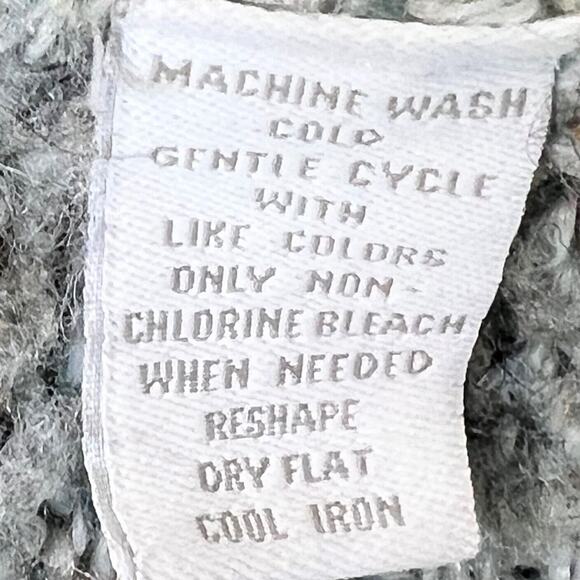 MACHINE WASH
COLD
GENTLE CYCLE
WITH
LIKE COLORS
ONLY NON-
CHLORINE BLEACH
WHEN NEEDED
RESHAPE
DRY FLAT
COOL IRON